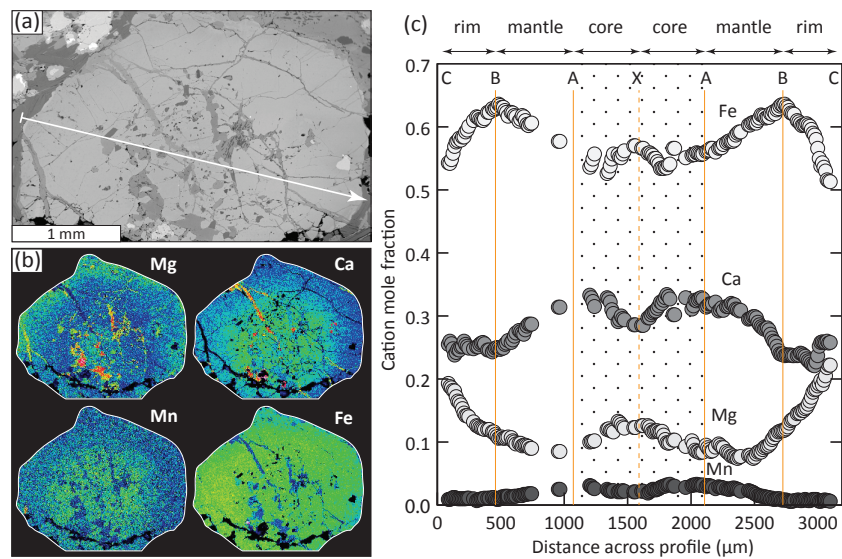 (a)
1 mm
(b)
Mg
Ca
Mn
Fe
(c)
rim mantle core core mantle rim
C B A X A B C
0.7
0.6
0.5
0.4
0.3
0.2
0.1
0.0
Cation mole fraction
Fe
Ca
Mg
Mn
0 500 1000 1500 2000 2500 3000
Distance across profile (μm)